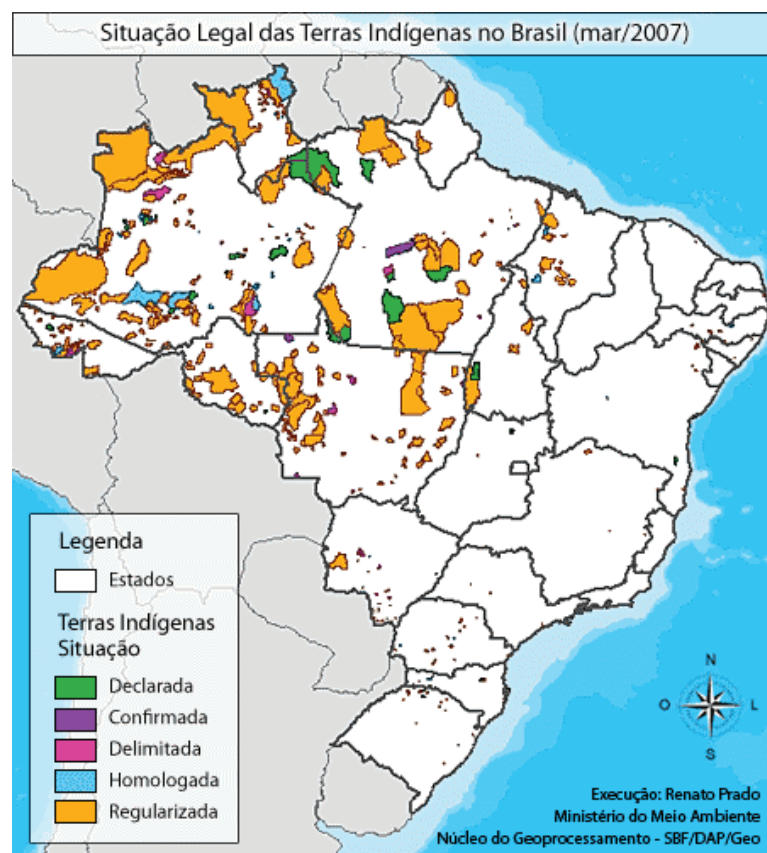 Situação Legal das Terras Indígenas no Brasil (mar/2007)
Legenda
Estados
Terras Indígenas
Situação
Declarada
Confirmada
Delimitada
Homologada
Regularizada
N
O
L
S
Execução: Renato Prado
Ministério do Meio Ambiente
Núcleo do Geoprocessamento - SBF/DAP/Geo